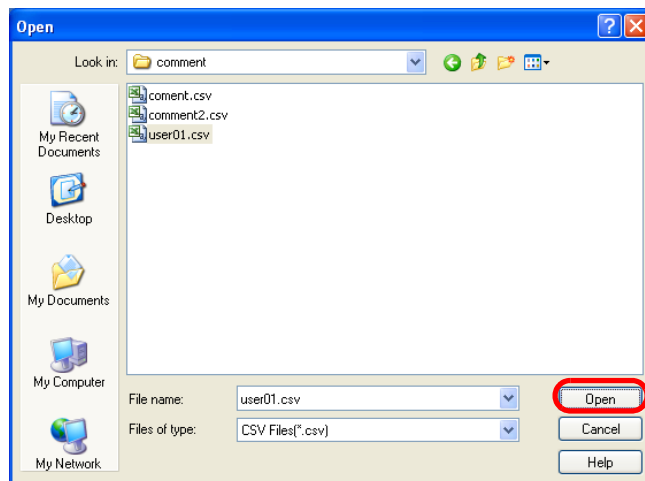 Open
Look in:
comment
coment.csv
comment2.csv
user01.csv
My Recent
Documents
Desktop
My Documents
My Computer
My Network
File name:
user01.csv
Open
Files of type:
CSV Files(*.csv)
Cancel
Help